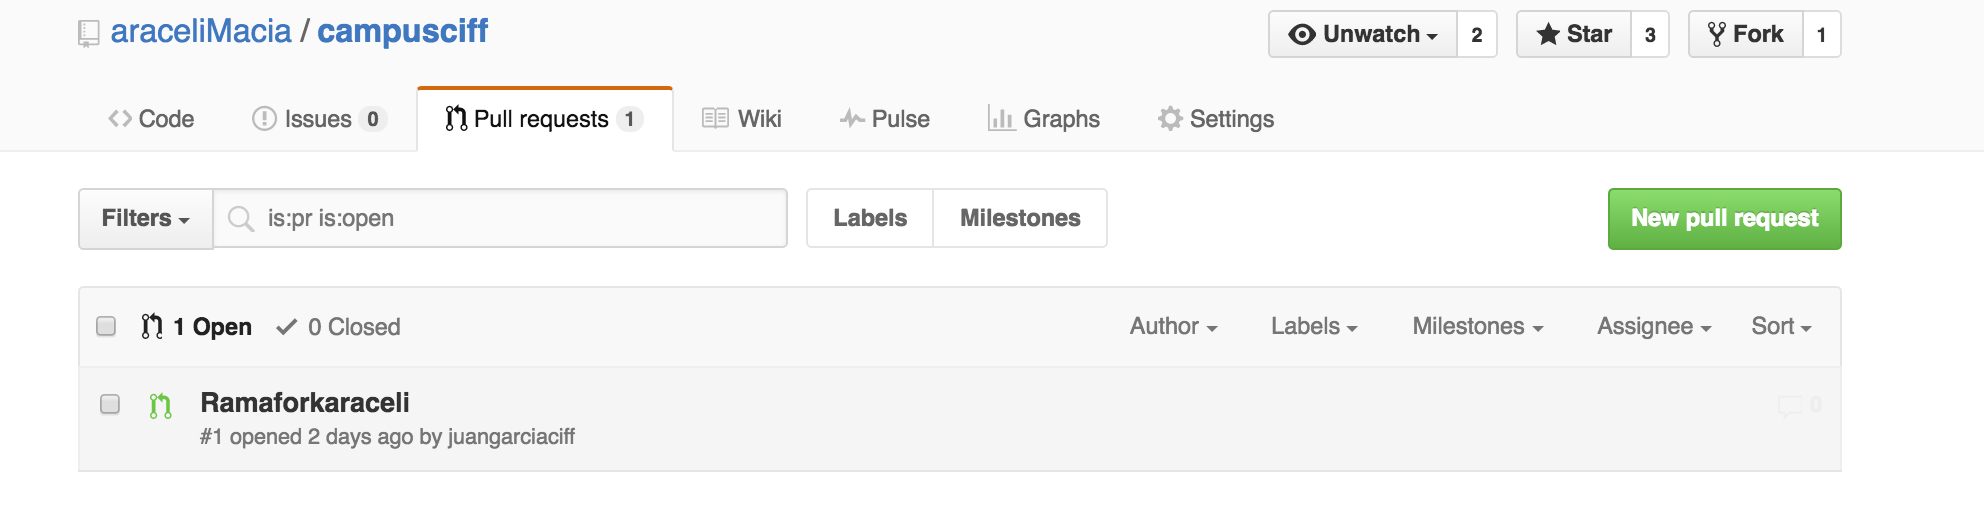 araceliMacia / campusciff
Unwatch 2 Star 3 Fork 1
Code Issues 0 Pull requests 1 Wiki Pulse Graphs Settings
Filters is:pr is:open Labels Milestones New pull request
1 Open 0 Closed Author Labels Milestones Assignee Sort
Ramaforkaraceli 0
#1 opened 2 days ago by juangarciaciff